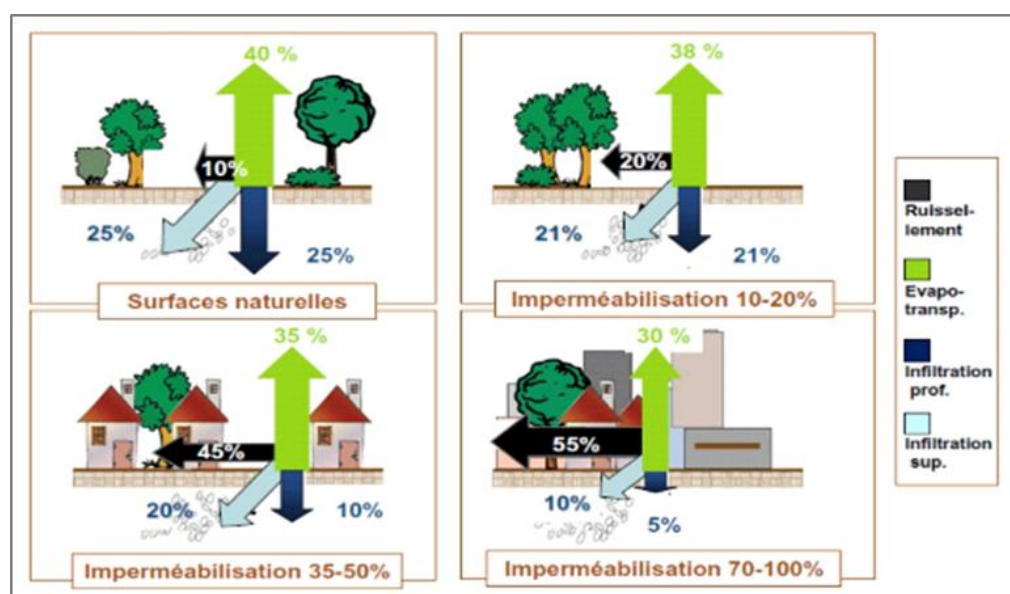 40 %
10%
25%
25%
Surfaces naturelles
38 %
20%
21%
21%
Imperméabilisation 10-20%
35 %
45%
20%
10%
Imperméabilisation 35-50%
30 %
55%
10%
5%
Imperméabilisation 70-100%
Ruissel-
lement
Evapo-
transp.
Infiltration
prof.
Infiltration
sup.